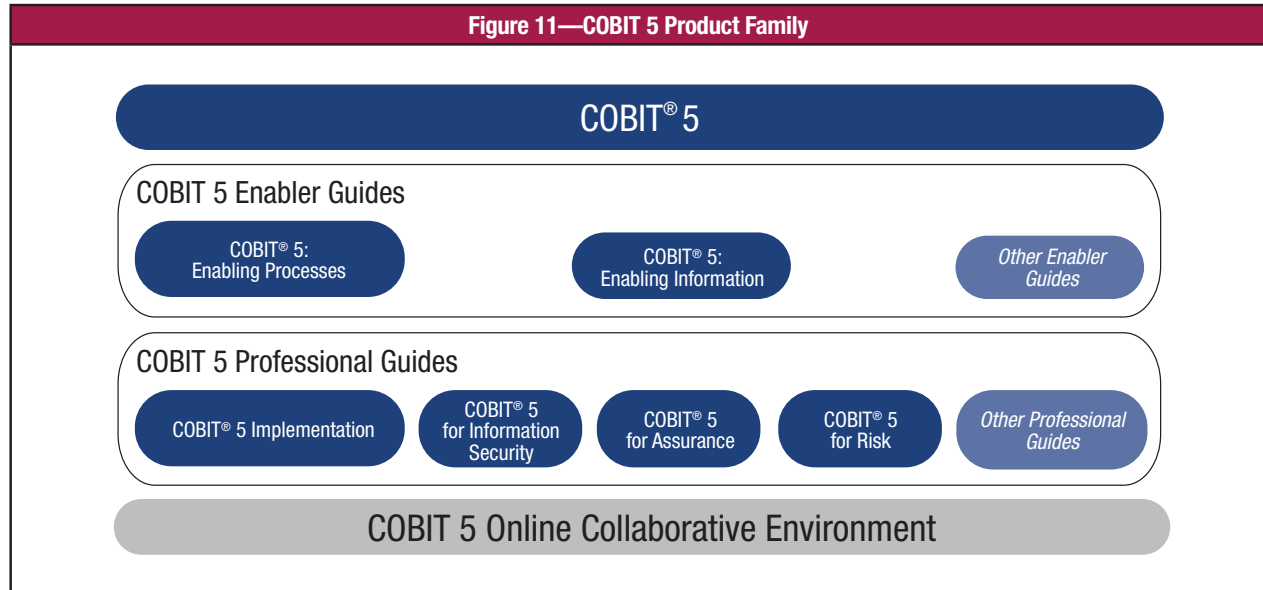 Figure 11—COBIT 5 Product Family
COBIT® 5
COBIT 5 Enabler Guides
COBIT® 5:
Enabling Processes
COBIT® 5:
Enabling Information
Other Enabler
Guides
COBIT 5 Professional Guides
COBIT® 5 Implementation
COBIT® 5
for Information
Security
COBIT® 5
for Assurance
COBIT® 5
for Risk
Other Professional
Guides
COBIT 5 Online Collaborative Environment